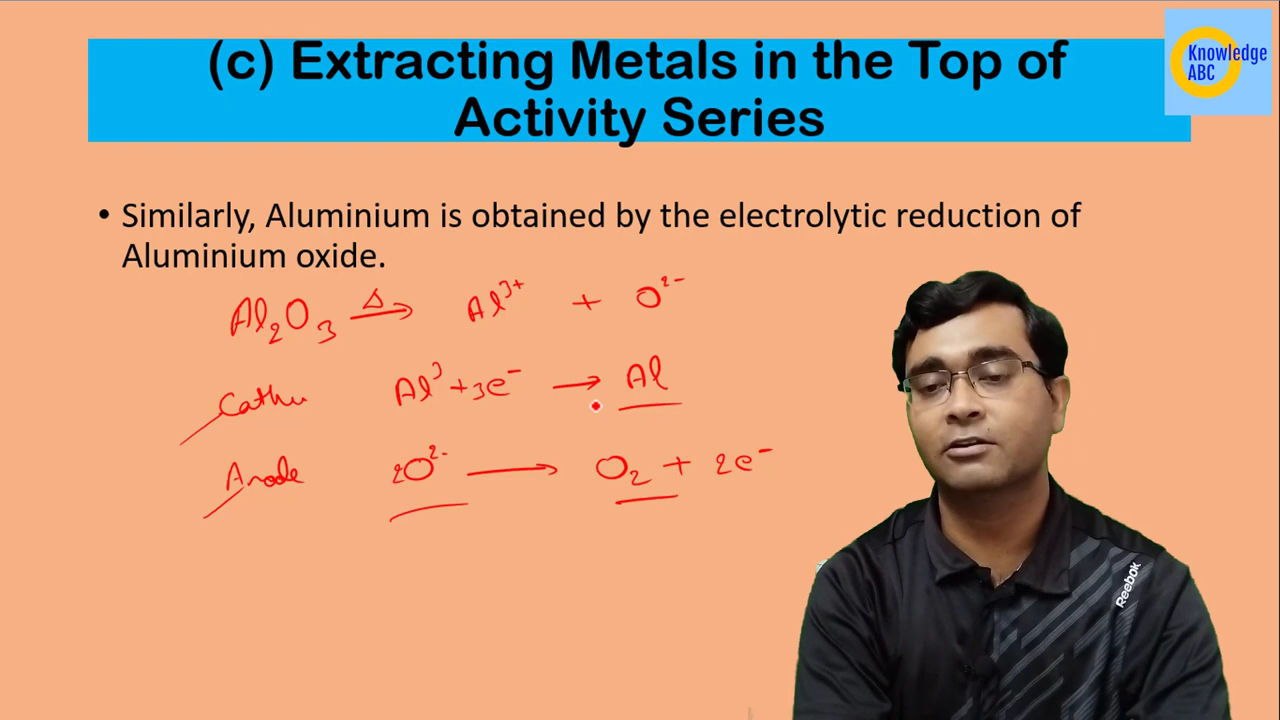 (c) Extracting Metals in the Top of
Activity Series
Knowledge
ABC
• Similarly, Aluminium is obtained by the electrolytic reduction of
Aluminium oxide.
Al₂O₃ —Δ→ Al³⁺ + O²⁻
Cathu Al³ + 3e⁻ → Al
Anode 2O²⁻ → O₂ + 2e⁻
Reebok